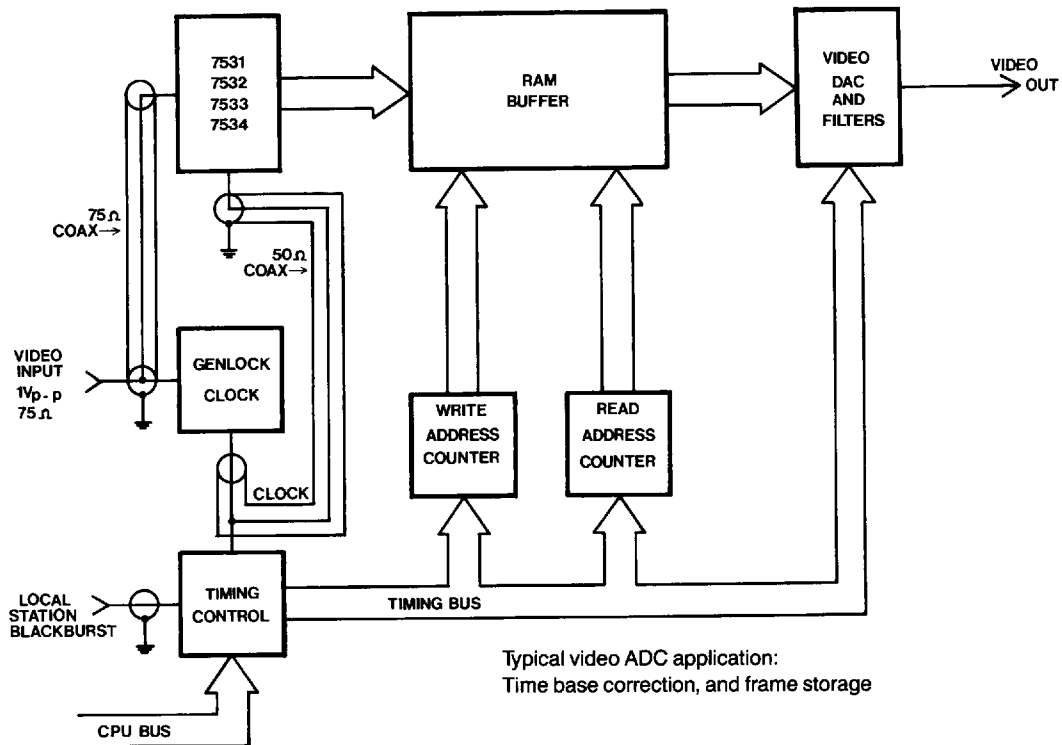 7531
7532
7533
7534
RAM
BUFFER
VIDEO
DAC
AND
FILTERS
VIDEO
OUT
75Ω
COAX→
50Ω
COAX→
VIDEO
INPUT
1Vp-p
75Ω
GENLOCK
CLOCK
WRITE
ADDRESS
COUNTER
READ
ADDRESS
COUNTER
CLOCK
LOCAL
STATION
BLACKBURST
TIMING
CONTROL
TIMING BUS
CPU BUS
Typical video ADC application:
Time base correction, and frame storage